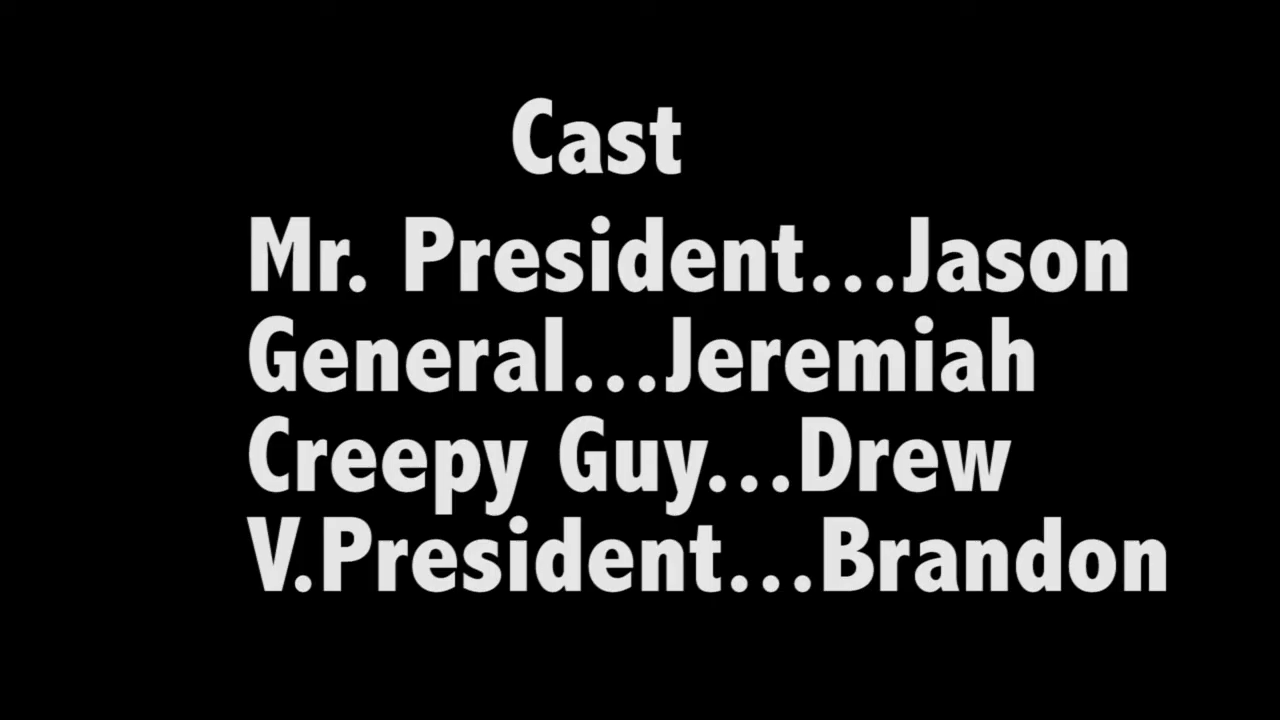 Cast
Mr. President...Jason
General...Jeremiah
Creepy Guy...Drew
V.President...Brandon